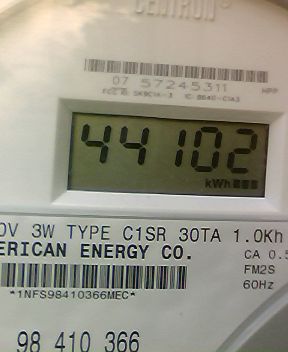 CENTRON®
07 57245311
44102
kWh
0V 3W TYPE C1SR 30TA 1.0Kh
ERICAN ENERGY CO.
CA 0.5
*1NFS98410366MEC*
FM2S
60Hz
98 410 366